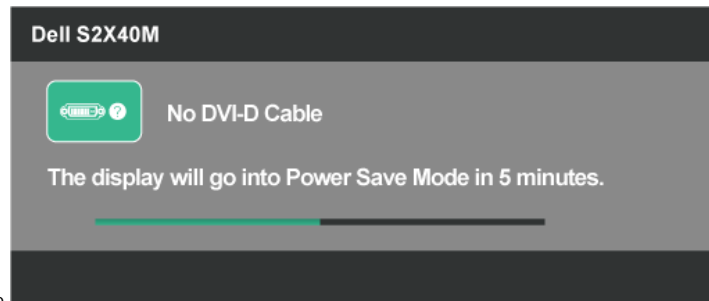 Dell S2X40M
?
No DVI-D Cable
The display will go into Power Save Mode in 5 minutes.